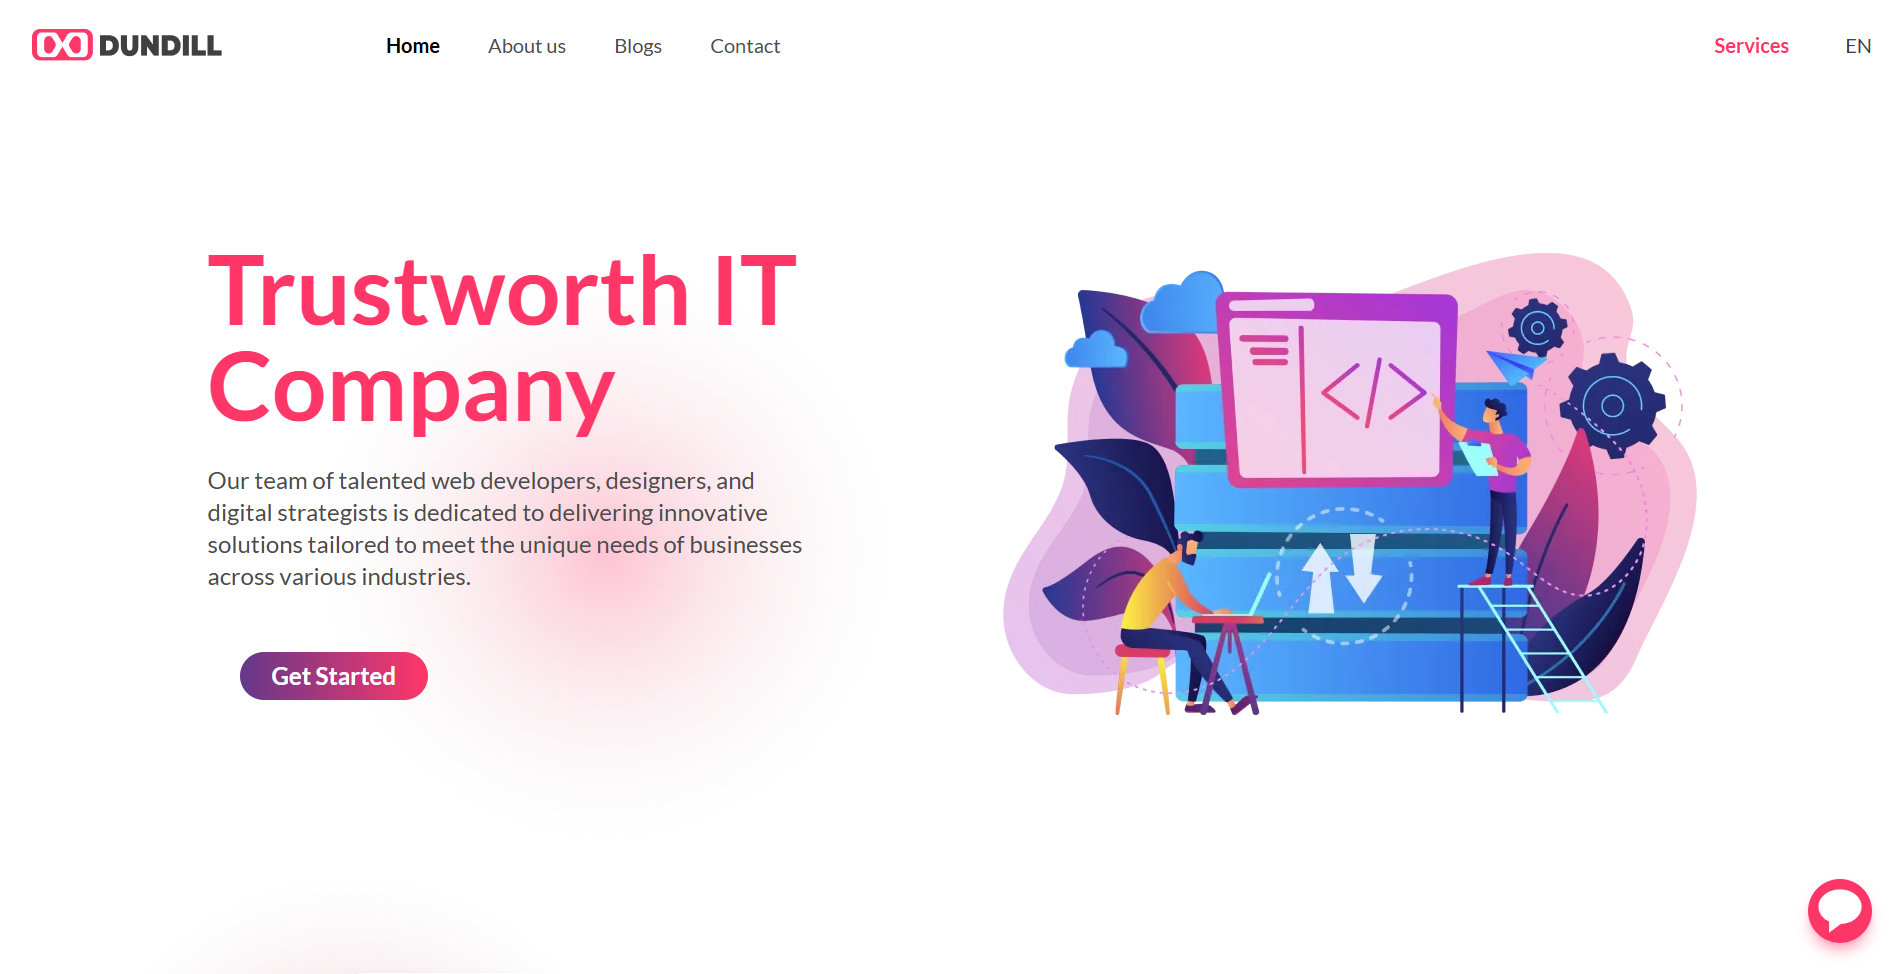 DUNDILL
Home
About us
Blogs
Contact
Services
EN
Trustworth IT
Company
Our team of talented web developers, designers, and
digital strategists is dedicated to delivering innovative
solutions tailored to meet the unique needs of businesses
across various industries.
Get Started
</>